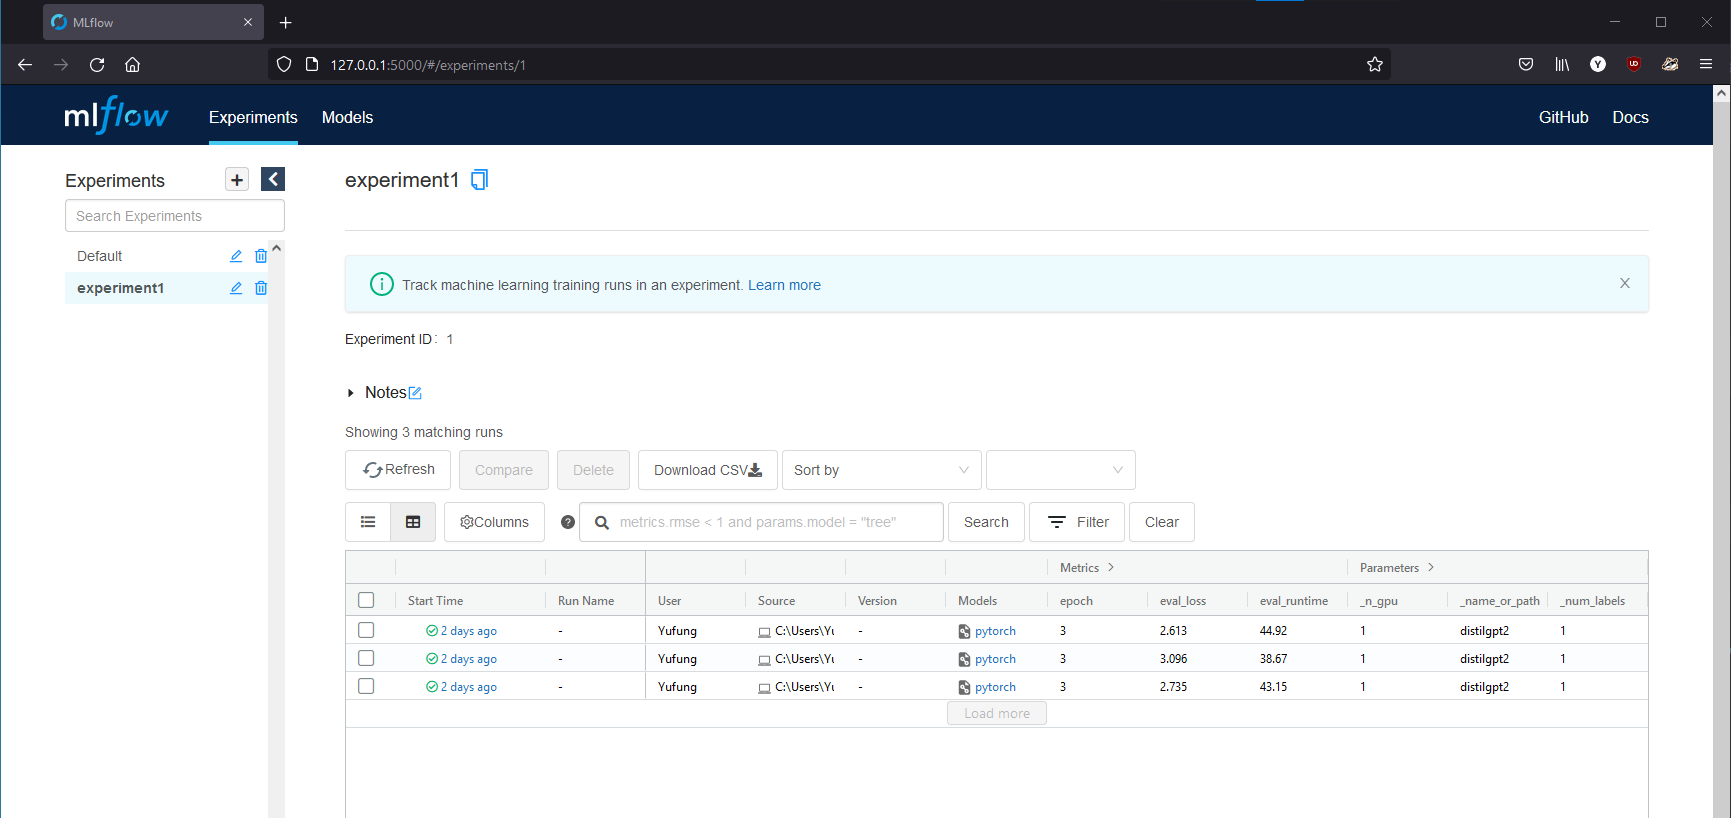 MLflow
127.0.0.1:5000/#/experiments/1
mlflow Experiments Models GitHub Docs
Experiments
Search Experiments
Default
experiment1
experiment1
Track machine learning training runs in an experiment. Learn more
Experiment ID: 1
Notes
Showing 3 matching runs
Refresh Compare Delete Download CSV Sort by
Columns metrics.rmse < 1 and params.model = "tree" Search Filter Clear
Metrics > Parameters >
Start Time Run Name User Source Version Models epoch eval_loss eval_runtime _n_gpu _name_or_path _num_labels
2 days ago - Yufung C:\Users\Yu - pytorch 3 2.613 44.92 1 distilgpt2 1
2 days ago - Yufung C:\Users\Yu - pytorch 3 3.096 38.67 1 distilgpt2 1
2 days ago - Yufung C:\Users\Yu - pytorch 3 2.735 43.15 1 distilgpt2 1
Load more